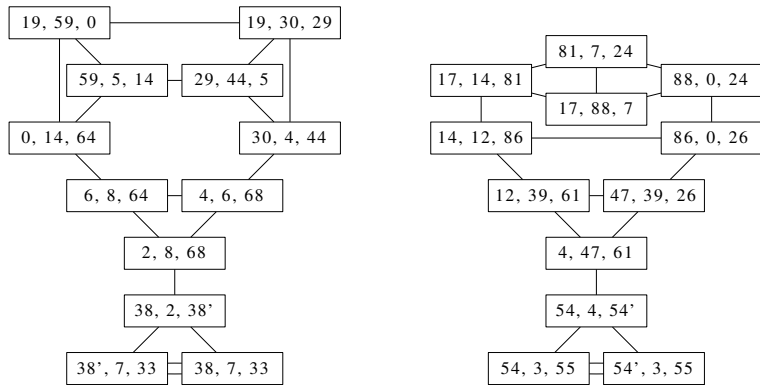 19, 59, 0
19, 30, 29
59, 5, 14
29, 44, 5
0, 14, 64
30, 4, 44
6, 8, 64
4, 6, 68
2, 8, 68
38, 2, 38’
38’, 7, 33
38, 7, 33
81, 7, 24
17, 14, 81
88, 0, 24
17, 88, 7
14, 12, 86
86, 0, 26
12, 39, 61
47, 39, 26
4, 47, 61
54, 4, 54’
54, 3, 55
54’, 3, 55